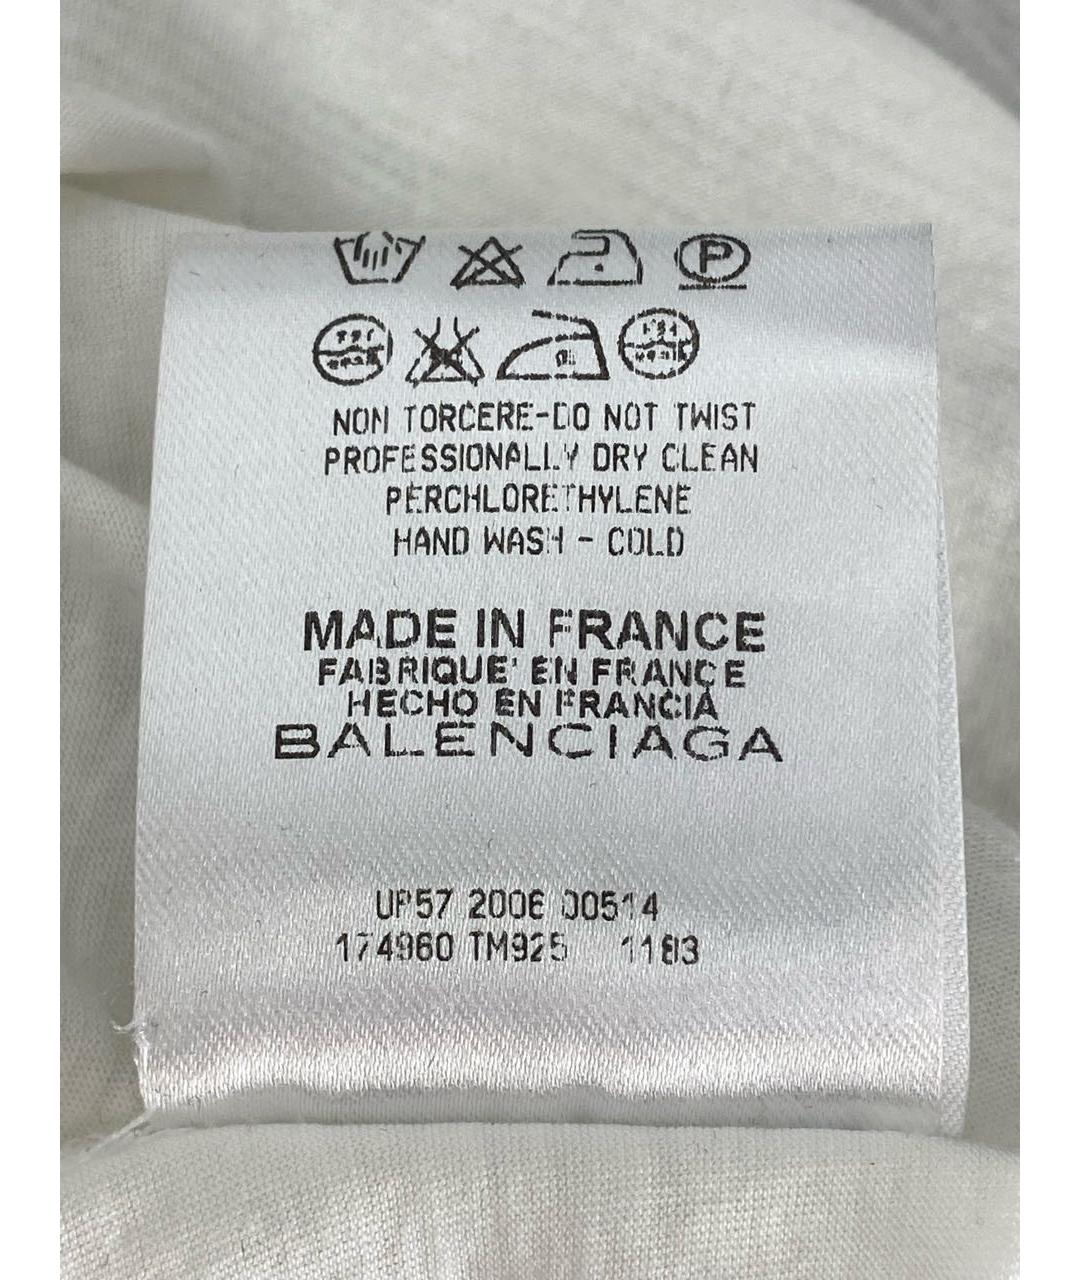 P
NON TORCERE-DO NOT TWIST
PROFESSIONALLY DRY CLEAN
PERCHLORETHYLENE
HAND WASH - COLD
MADE IN FRANCE
FABRIQUE' EN FRANCE
HECHO EN FRANCIA
BALENCIAGA
UP57 2006 00514
174960 TM925 1183